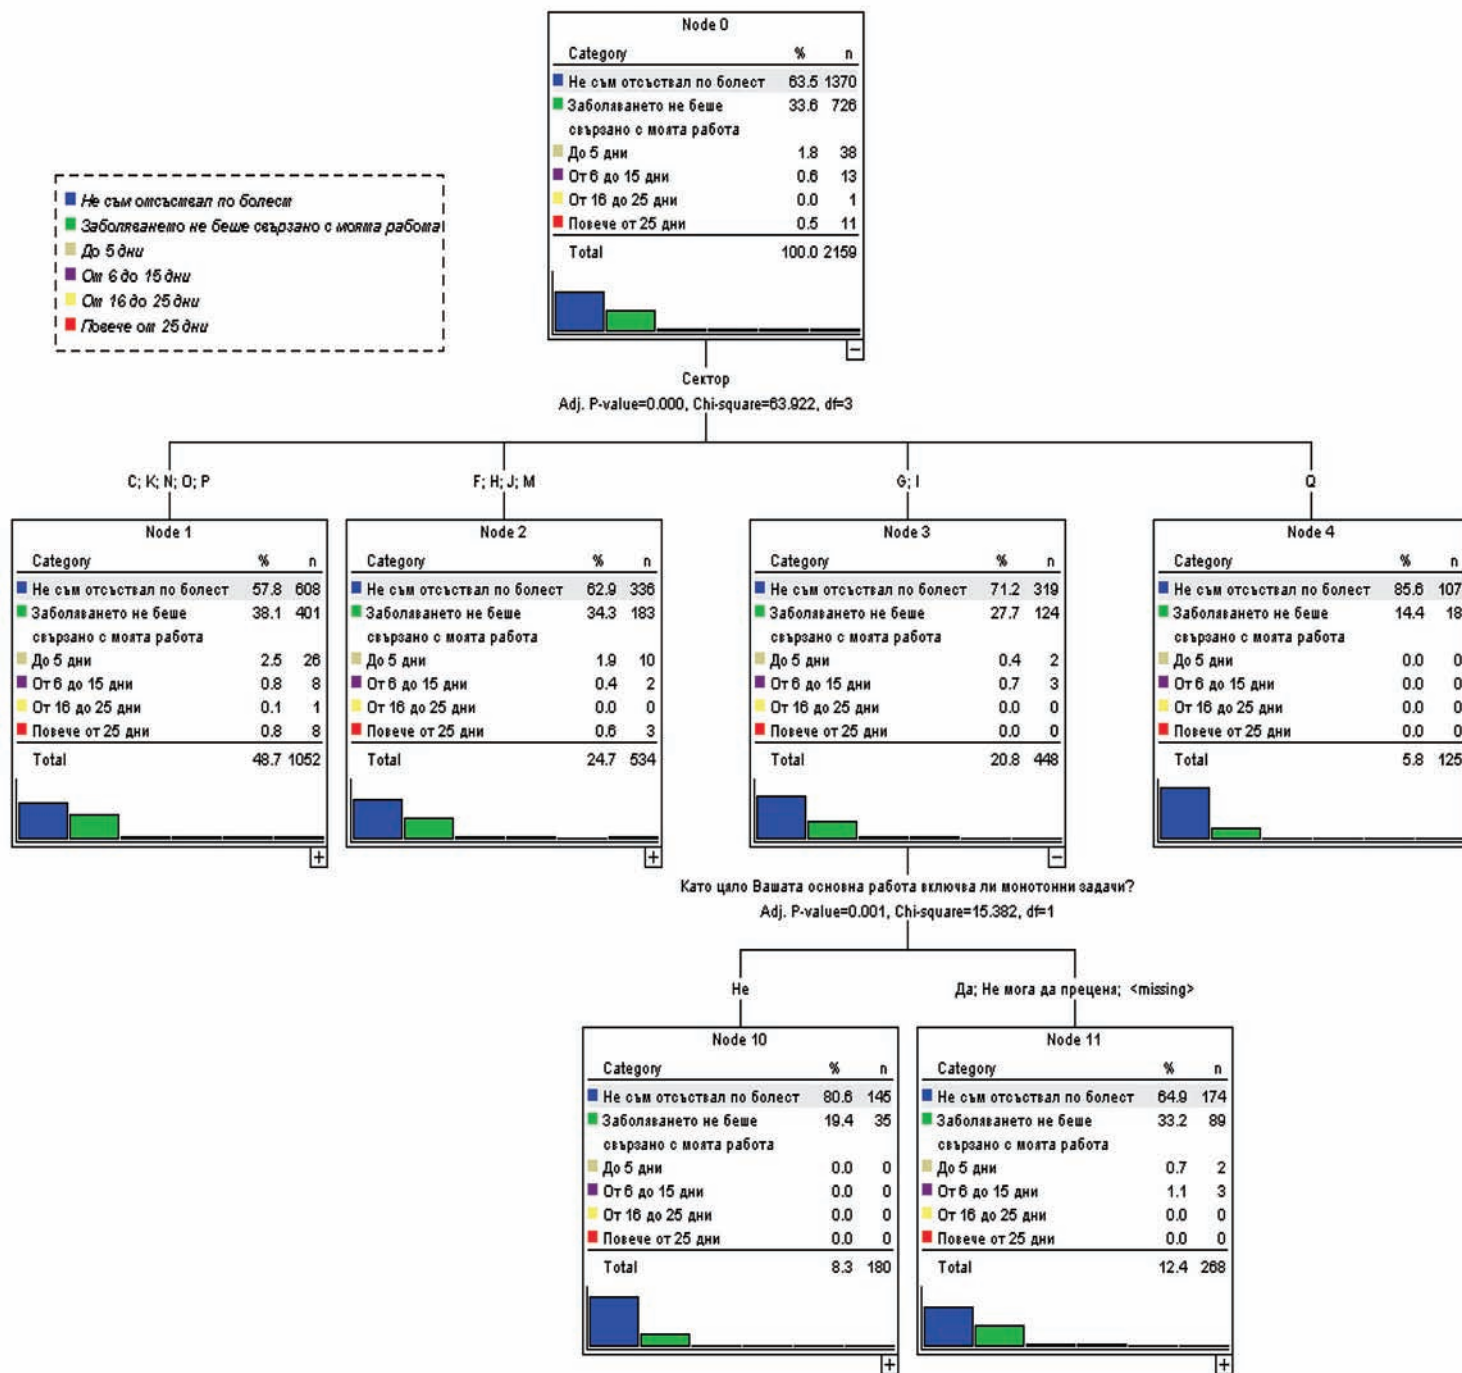 Node 0
Category % n
Не съм отсъствал по болест 63.5 1370
Заболяването не беше 33.6 726
свързано с моята работа
До 5 дни 1.8 38
От 6 до 15 дни 0.6 13
От 16 до 25 дни 0.0 1
Повече от 25 дни 0.5 11
Total 100.0 2159
Не съм отсъствал по болест
Заболяването не беше свързано с моята работа
До 5 дни
От 6 до 15 дни
От 16 до 25 дни
Повече от 25 дни
Сектор
Adj. P-value=0.000, Chi-square=63.922, df=3
C; K; N; O; P
F; H; J; M
G; I
Q
Node 1
Category % n
Не съм отсъствал по болест 57.8 608
Заболяването не беше 38.1 401
свързано с моята работа
До 5 дни 2.5 26
От 6 до 15 дни 0.8 8
От 16 до 25 дни 0.1 1
Повече от 25 дни 0.8 8
Total 48.7 1052
Node 2
Category % n
Не съм отсъствал по болест 62.9 336
Заболяването не беше 34.3 183
свързано с моята работа
До 5 дни 1.9 10
От 6 до 15 дни 0.4 2
От 16 до 25 дни 0.0 0
Повече от 25 дни 0.6 3
Total 24.7 534
Node 3
Category % n
Не съм отсъствал по болест 71.2 319
Заболяването не беше 27.7 124
свързано с моята работа
До 5 дни 0.4 2
От 6 до 15 дни 0.7 3
От 16 до 25 дни 0.0 0
Повече от 25 дни 0.0 0
Total 20.8 448
Node 4
Category % n
Не съм отсъствал по болест 85.6 107
Заболяването не беше 14.4 18
свързано с моята работа
До 5 дни 0.0 0
От 6 до 15 дни 0.0 0
От 16 до 25 дни 0.0 0
Повече от 25 дни 0.0 0
Total 5.8 125
Като цяло Вашата основна работа включва ли монотонни задачи?
Adj. P-value=0.001, Chi-square=15.382, df=1
Не
Да; Не мога да преценя; <missing>
Node 10
Category % n
Не съм отсъствал по болест 80.6 145
Заболяването не беше 19.4 35
свързано с моята работа
До 5 дни 0.0 0
От 6 до 15 дни 0.0 0
От 16 до 25 дни 0.0 0
Повече от 25 дни 0.0 0
Total 8.3 180
Node 11
Category % n
Не съм отсъствал по болест 64.9 174
Заболяването не беше 33.2 89
свързано с моята работа
До 5 дни 0.7 2
От 6 до 15 дни 1.1 3
От 16 до 25 дни 0.0 0
Повече от 25 дни 0.0 0
Total 12.4 268